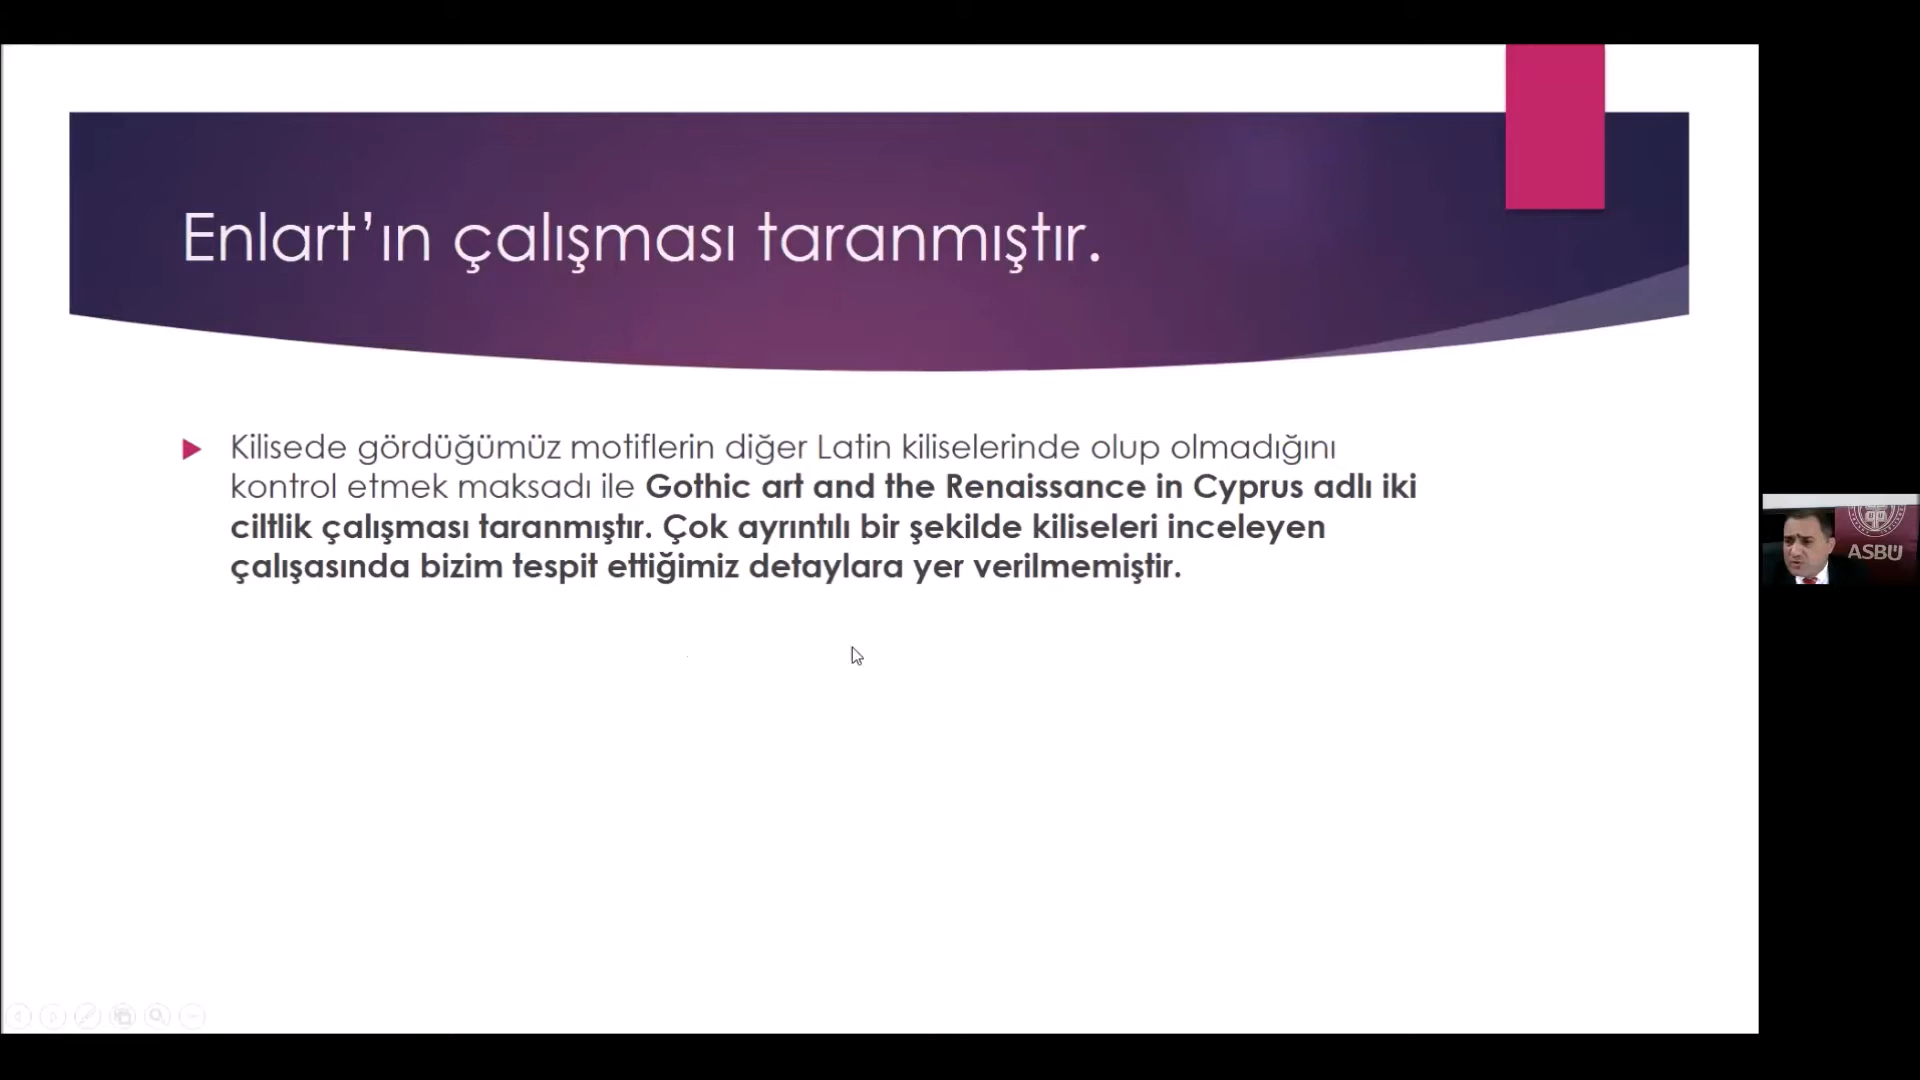 Enlart’ın çalışması taranmıştır.
Kilisede gördüğümüz motiflerin diğer Latin kiliselerinde olup olmadığını
kontrol etmek maksadı ile Gothic art and the Renaissance in Cyprus adlı iki
ciltlik çalışması taranmıştır. Çok ayrıntılı bir şekilde kiliseleri inceleyen
çalışasında bizim tespit ettiğimiz detaylara yer verilmemiştir.
ASBÜ